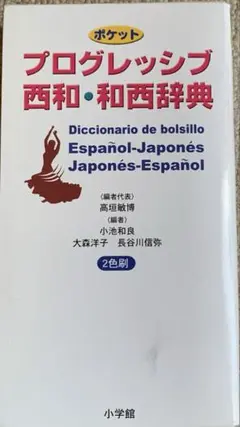 ポケット
プログレッシブ
西和・和西辞典
Diccionario de bolsillo
Español-Japonés
Japonés-Español
〈編者代表〉
高垣敏博
〈編者〉
小池和良
大森洋子 長谷川信弥
2色刷
小学館